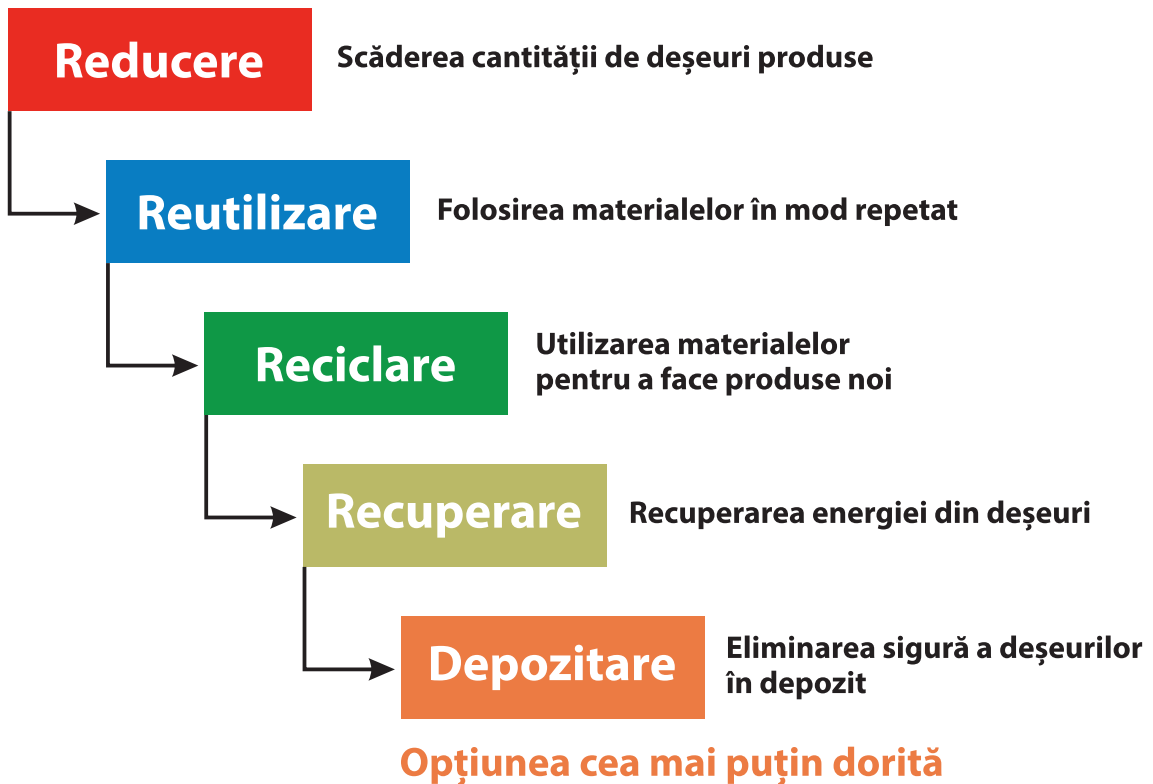 Reducere
Scăderea cantității de deșeuri produse
Reutilizare
Folosirea materialelor în mod repetat
Reciclare
Utilizarea materialelor
pentru a face produse noi
Recuperare
Recuperarea energiei din deșeuri
Depozitare
Eliminarea sigură a deșeurilor
în depozit
Opțiunea cea mai puțin dorită